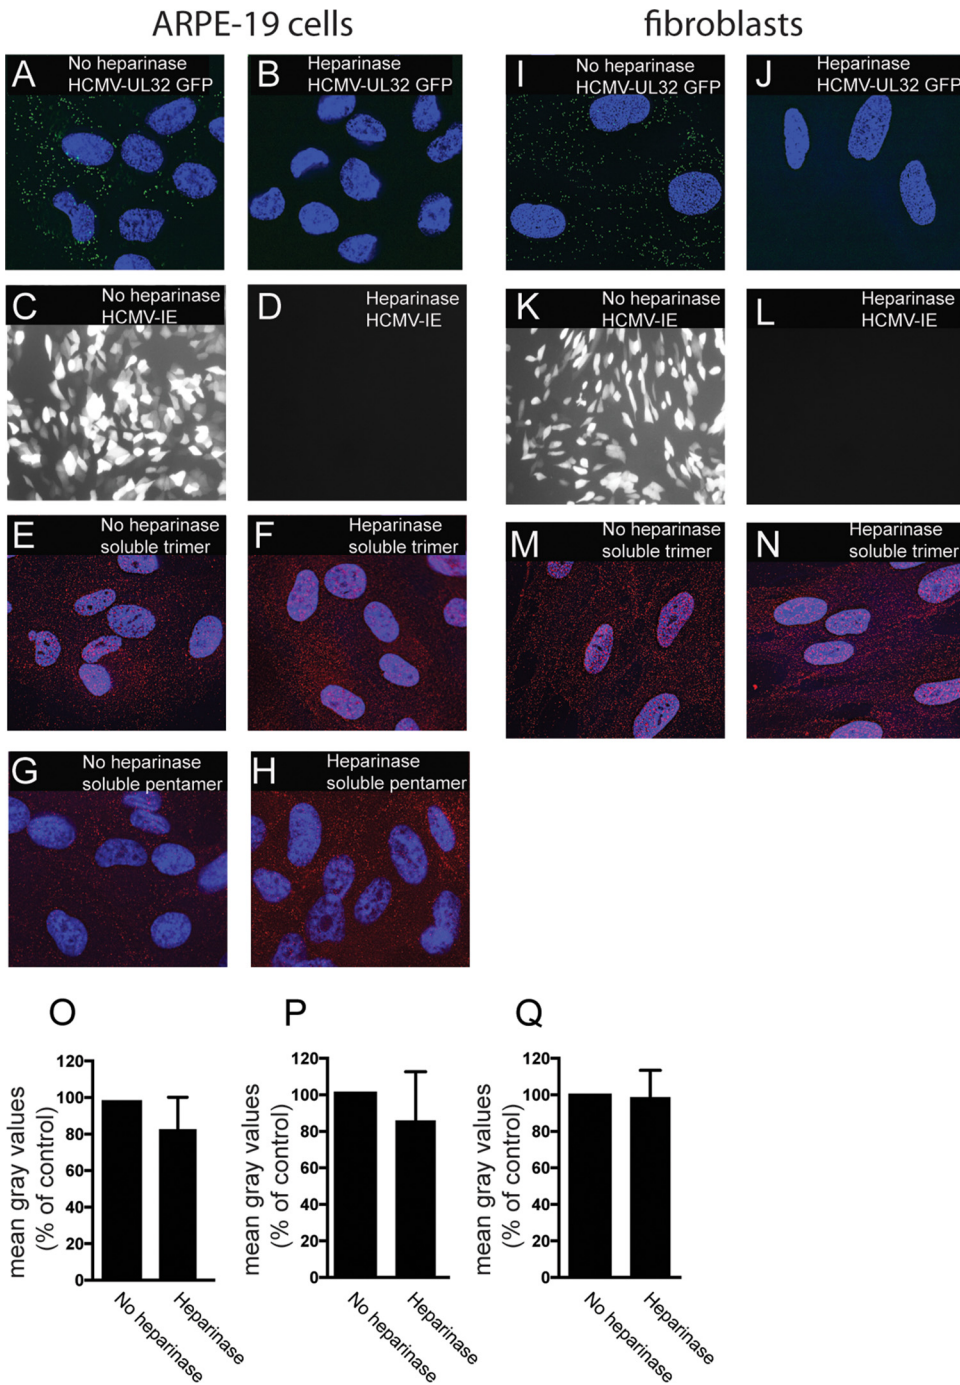 ARPE-19 cells
fibroblasts
A
No heparinase
HCMV-UL32 GFP
B
Heparinase
HCMV-UL32 GFP
I
No heparinase
HCMV-UL32 GFP
J
Heparinase
HCMV-UL32 GFP
C
No heparinase
HCMV-IE
D
Heparinase
HCMV-IE
K
No heparinase
HCMV-IE
L
Heparinase
HCMV-IE
E
No heparinase
soluble trimer
F
Heparinase
soluble trimer
M
No heparinase
soluble trimer
N
Heparinase
soluble trimer
G
No heparinase
soluble pentamer
H
Heparinase
soluble pentamer
O
mean gray values
(% of control)
120
100
80
60
40
20
0
No heparinase
Heparinase
P
mean gray values
(% of control)
120
100
80
60
40
20
0
No heparinase
Heparinase
Q
mean gray values
(% of control)
120
100
80
60
40
20
0
No heparinase
Heparinase